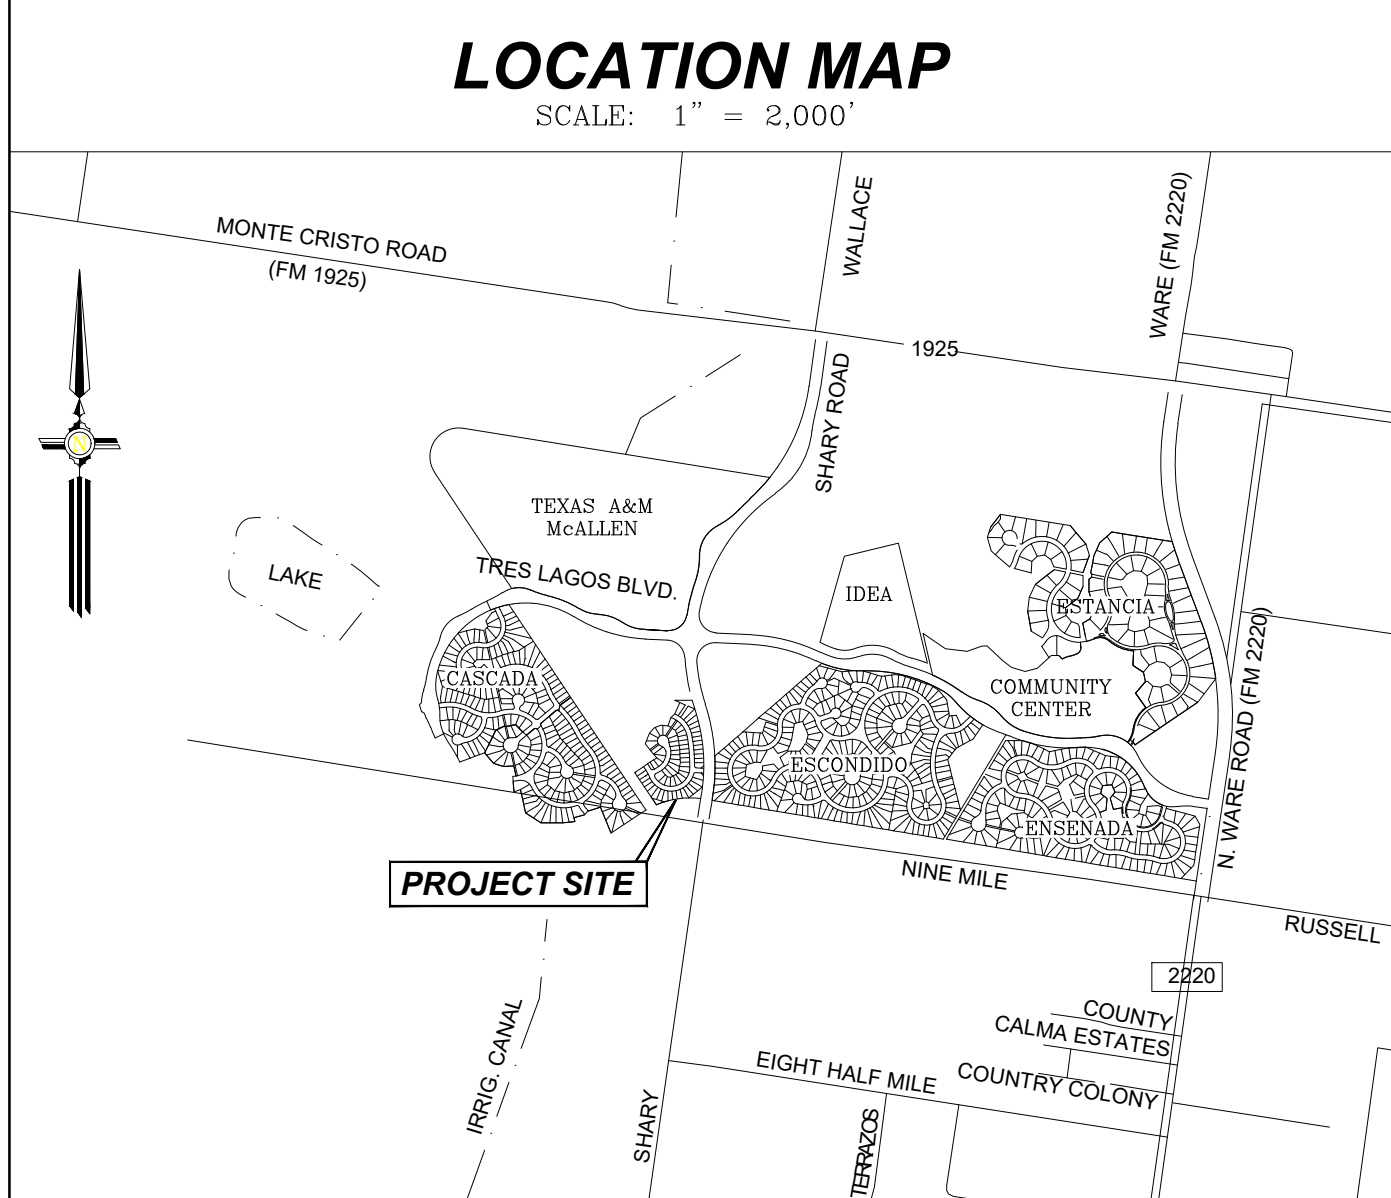 LOCATION MAP
SCALE: 1" = 2,000'
MONTE CRISTO ROAD
(FM 1925)
WALLACE
WARE (FM 2220)
1925
SHARY ROAD
N
TEXAS A&M
McALLEN
TRES LAGOS BLVD.
LAKE
IDEA
ESTANCIA
CASCADA
COMMUNITY
CENTER
N. WARE ROAD (FM 2220)
ESCONDIDO
ENSENADA
PROJECT SITE
NINE MILE
RUSSELL
2220
IRRIG. CANAL
COUNTY
CALMA ESTATES
EIGHT HALF MILE
COUNTRY COLONY
SHARY
TERRAZOS